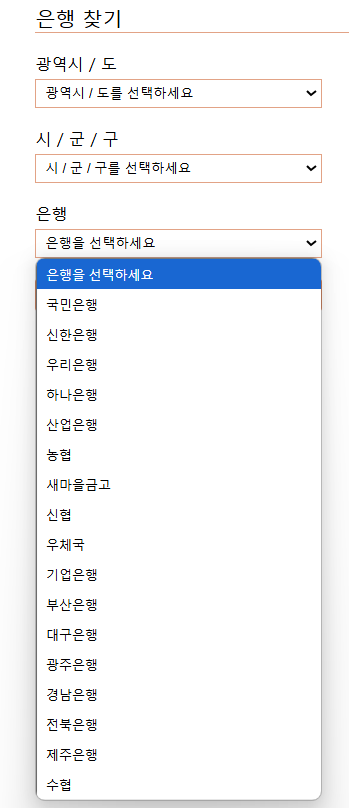 은행 찾기
광역시 / 도
광역시 / 도를 선택하세요
시 / 군 / 구
시 / 군 / 구를 선택하세요
은행
은행을 선택하세요
은행을 선택하세요
국민은행
신한은행
우리은행
하나은행
산업은행
농협
새마을금고
신협
우체국
기업은행
부산은행
대구은행
광주은행
경남은행
전북은행
제주은행
수협